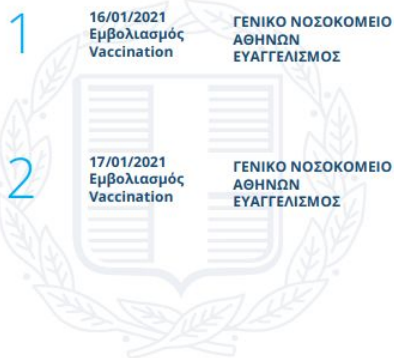 1
16/01/2021
Εμβολιασμός
Vaccination
ΓΕΝΙΚΟ ΝΟΣΟΚΟΜΕΙΟ
ΑΘΗΝΩΝ
ΕΥΑΓΓΕΛΙΣΜΟΣ
2
17/01/2021
Εμβολιασμός
Vaccination
ΓΕΝΙΚΟ ΝΟΣΟΚΟΜΕΙΟ
ΑΘΗΝΩΝ
ΕΥΑΓΓΕΛΙΣΜΟΣ